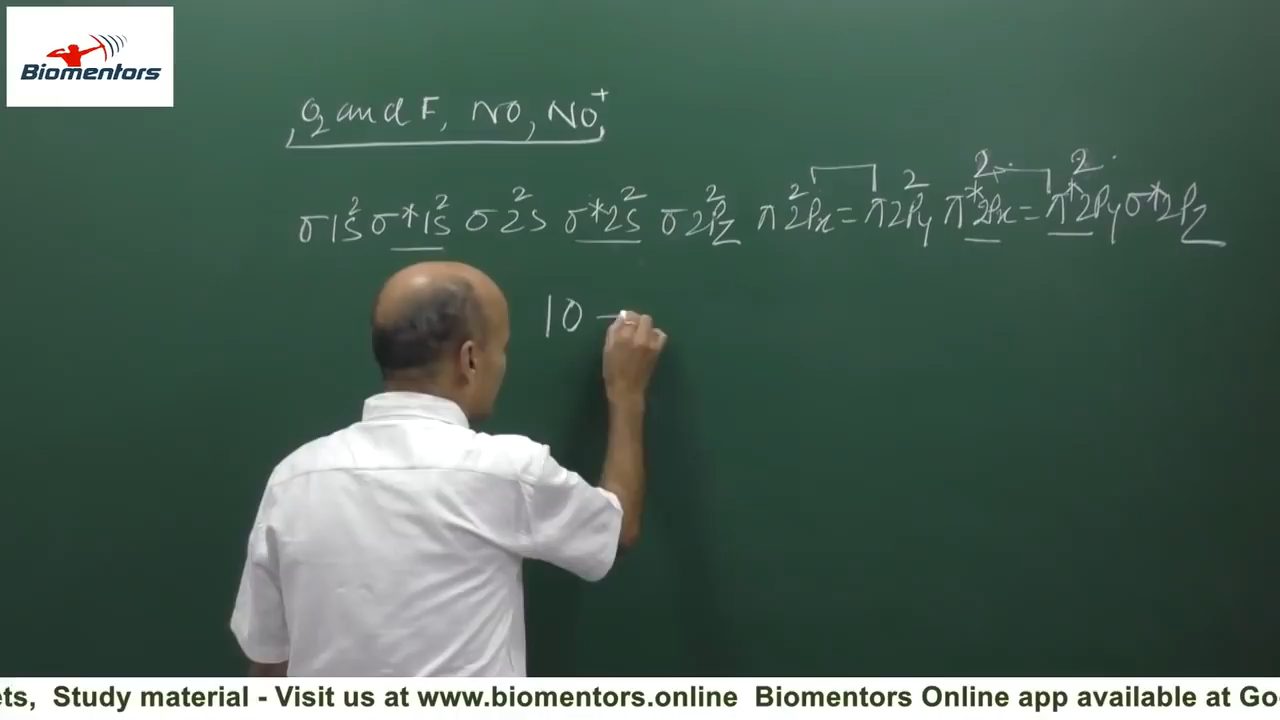 Biomentors
O₂ and F, NO, NO⁺
σ1s² σ*1s² σ2s² σ*2s² σ2Pz² π2Px² = π2Py² π*2Px² = π*2Py² σ*2Pz
10 –
ets, Study material - Visit us at www.biomentors.online Biomentors Online app available at Go